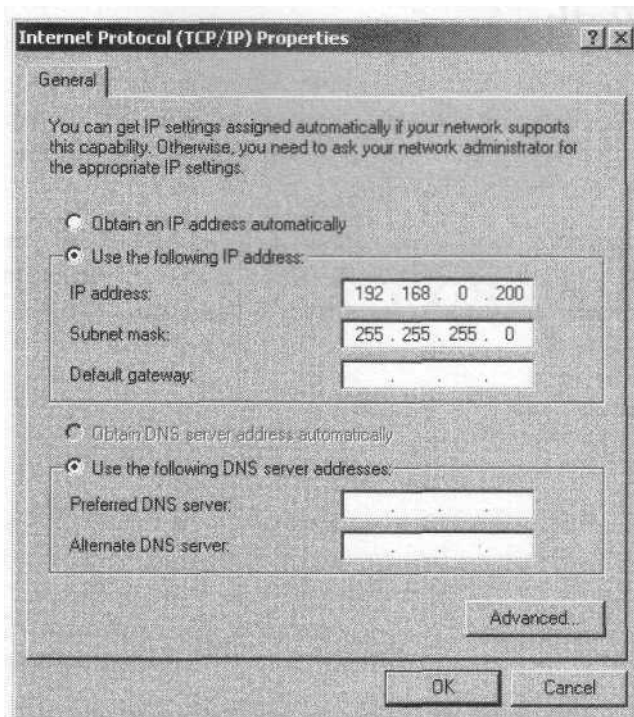 Internet Protocol (TCP/IP) Properties
General
You can get IP settings assigned automatically if your network supports
this capability. Otherwise, you need to ask your network administrator for
the appropriate IP settings.
Obtain an IP address automatically
Use the following IP address:
IP address: 192 . 168 . 0 . 200
Subnet mask: 255 . 255 . 255 . 0
Default gateway: . . .
Obtain DNS server address automatically
Use the following DNS server addresses:
Preferred DNS server: . . .
Alternate DNS server: . . .
Advanced...
OK Cancel